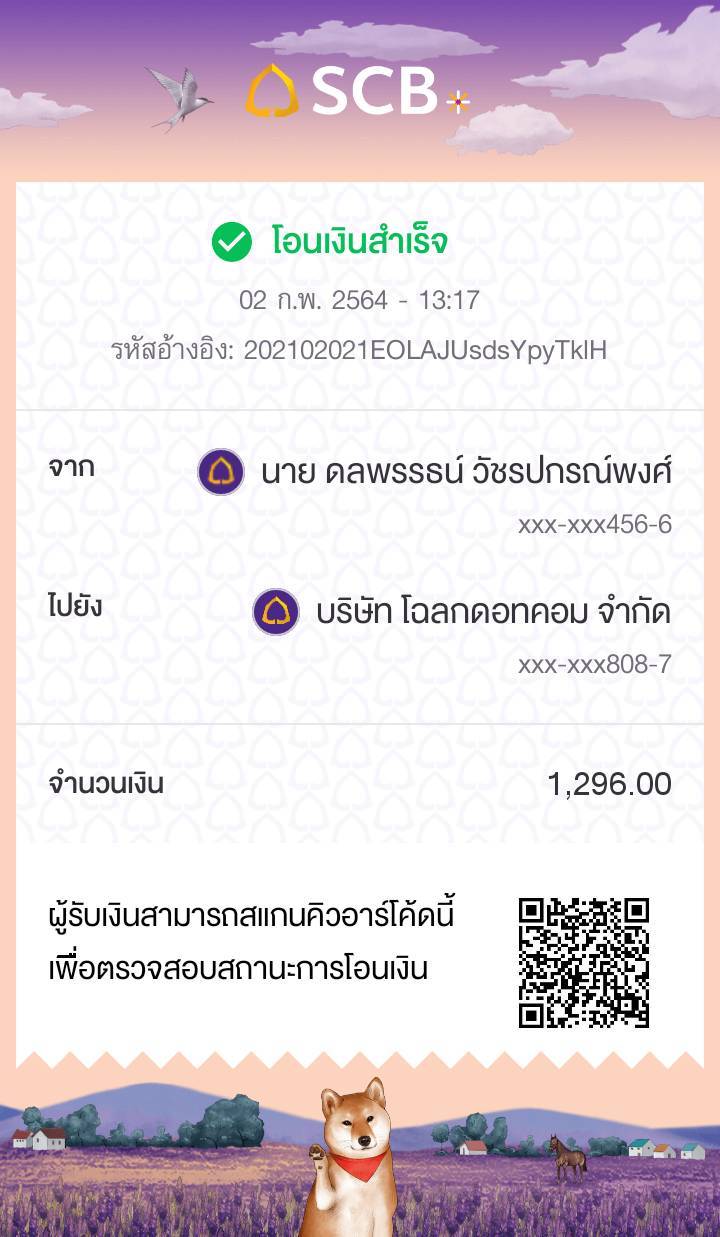 SCB
โอนเงินสำเร็จ
02 ก.พ. 2564 - 13:17
รหัสอ้างอิง: 202102021EOLAJUsdsYpyTklH
จาก นาย ดลพรรธน์ วัชรปกรณ์พงศ์
xxx-xxx456-6
ไปยัง บริษัท โฉลกดอทคอม จำกัด
xxx-xxx808-7
จำนวนเงิน 1,296.00
ผู้รับเงินสามารถสแกนคิวอาร์โค้ดนี้
เพื่อตรวจสอบสถานะการโอนเงิน